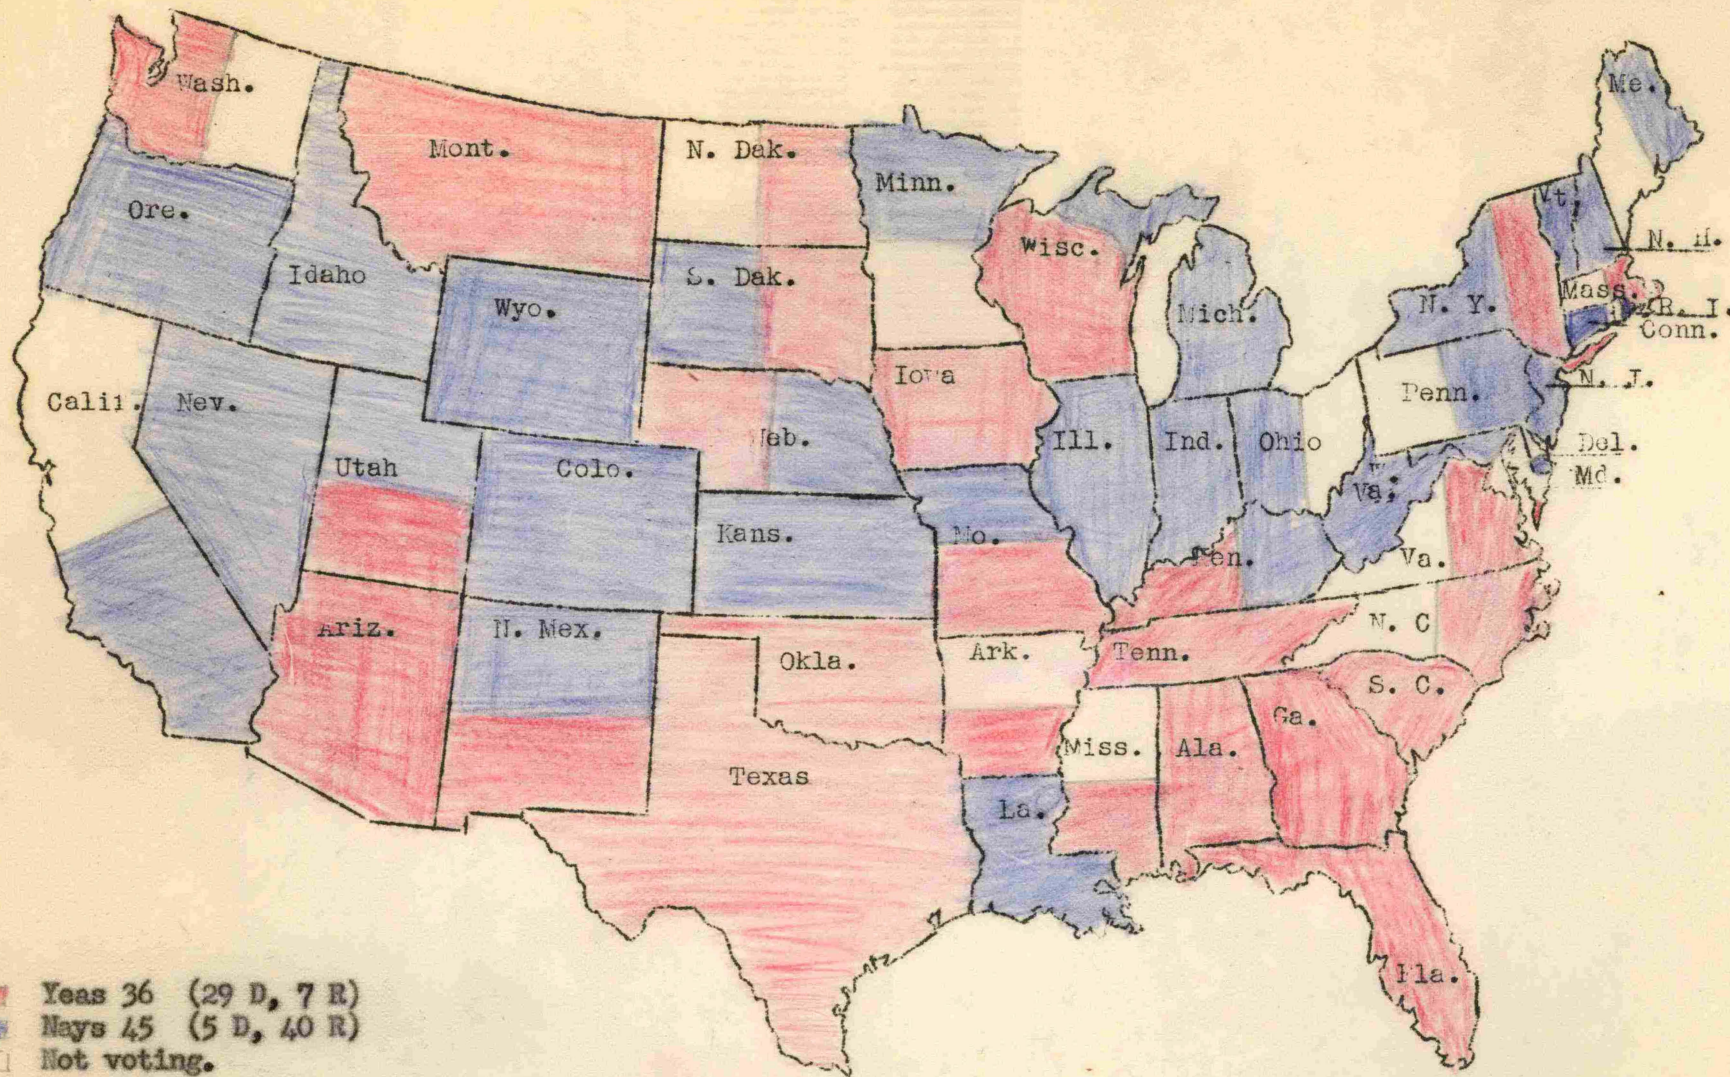 Me.
Wash.
Mont.
N. Dak.
Minn.
Vt.
Ore.
N. H.
Wisc.
Idaho
S. Dak.
Mass.
Wyo.
N. Y.
R. I.
Mich.
Conn.
Iowa
N. J.
Calif.
Nev.
Penn.
Neb.
Ill.
Ind.
Ohio
Del.
Utah
Colo.
Md.
Va.
Kans.
Mo.
Ken.
Va.
Ariz.
N. Mex.
N. C
Okla.
Ark.
Tenn.
S. C.
Ga.
Miss.
Ala.
Texas
La.
Fla.
Yeas 36 (29 D, 7 R)
Nays 45 (5 D, 40 R)
Not voting.